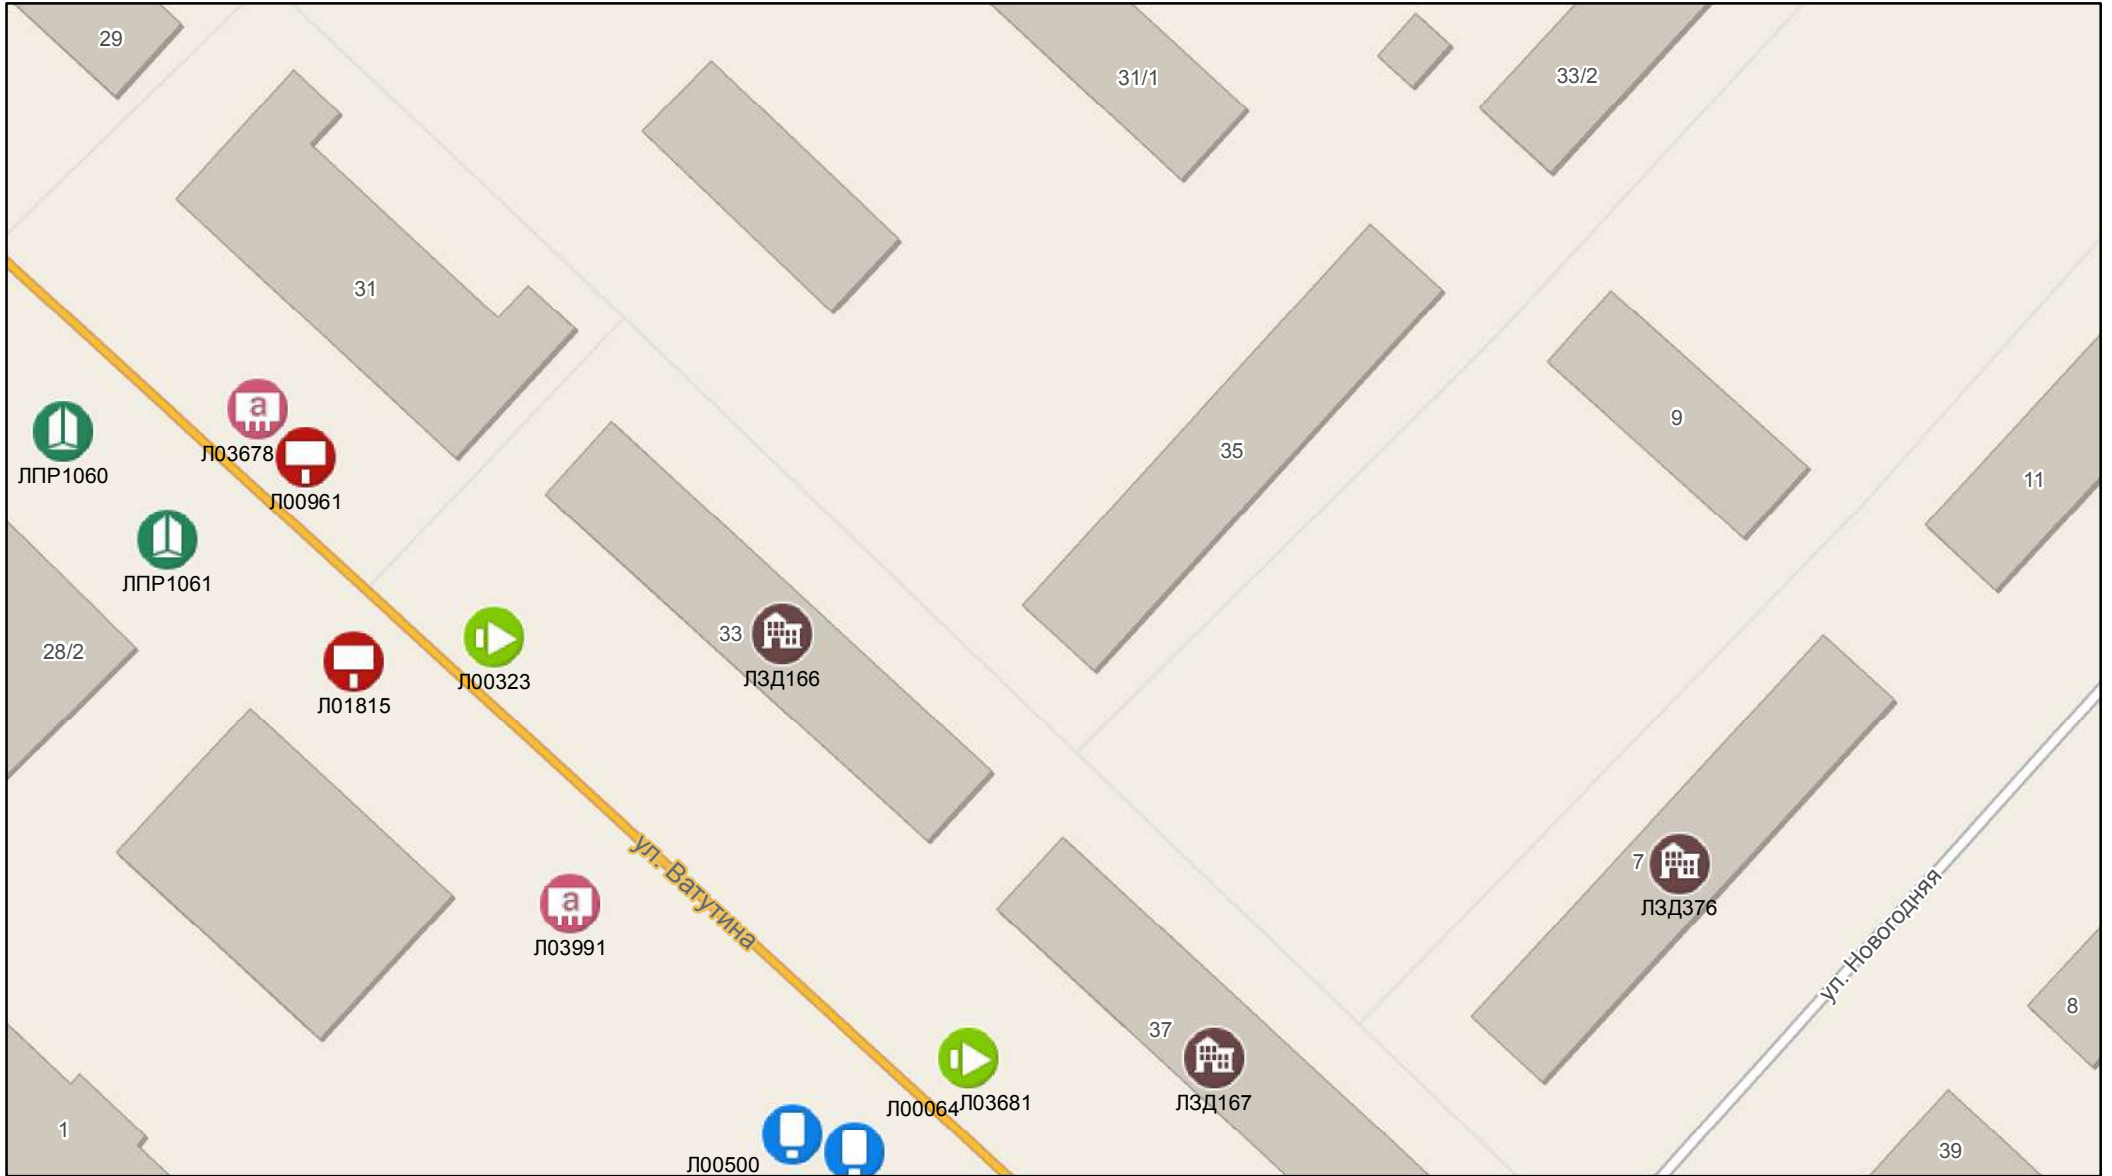 29
31/1
33/2
31
a
Л03678
ЛПР1060
Л00961
35
9
11
ЛПР1061
28/2
Л01815
Л00323
33
ЛЗД166
7
ЛЗД376
ул. Ватутина
a
Л03991
ул. Новогодняя
8
37
Л00064
Л03681
ЛЗД167
1
Л00500
39